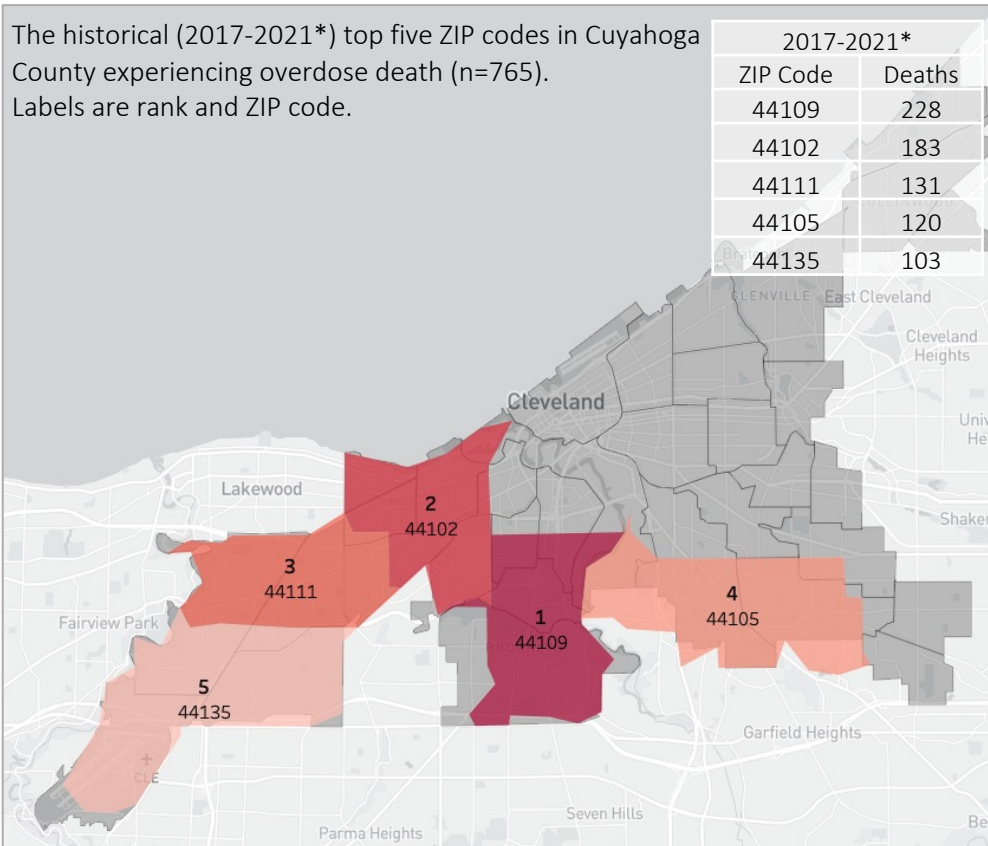 The historical (2017-2021*) top five ZIP codes in Cuyahoga
County experiencing overdose death (n=765).
Labels are rank and ZIP code.
2017-2021*
ZIP Code Deaths
44109 228
44102 183
44111 131
44105 120
44135 103
GLENVILLE East Cleveland
Cleveland
Heights
Cleveland
Lakewood
2
44102
3
44111
4
44105
1
44109
Fairview Park
5
44135
Garfield Heights
CLE
Seven Hills
Parma Heights